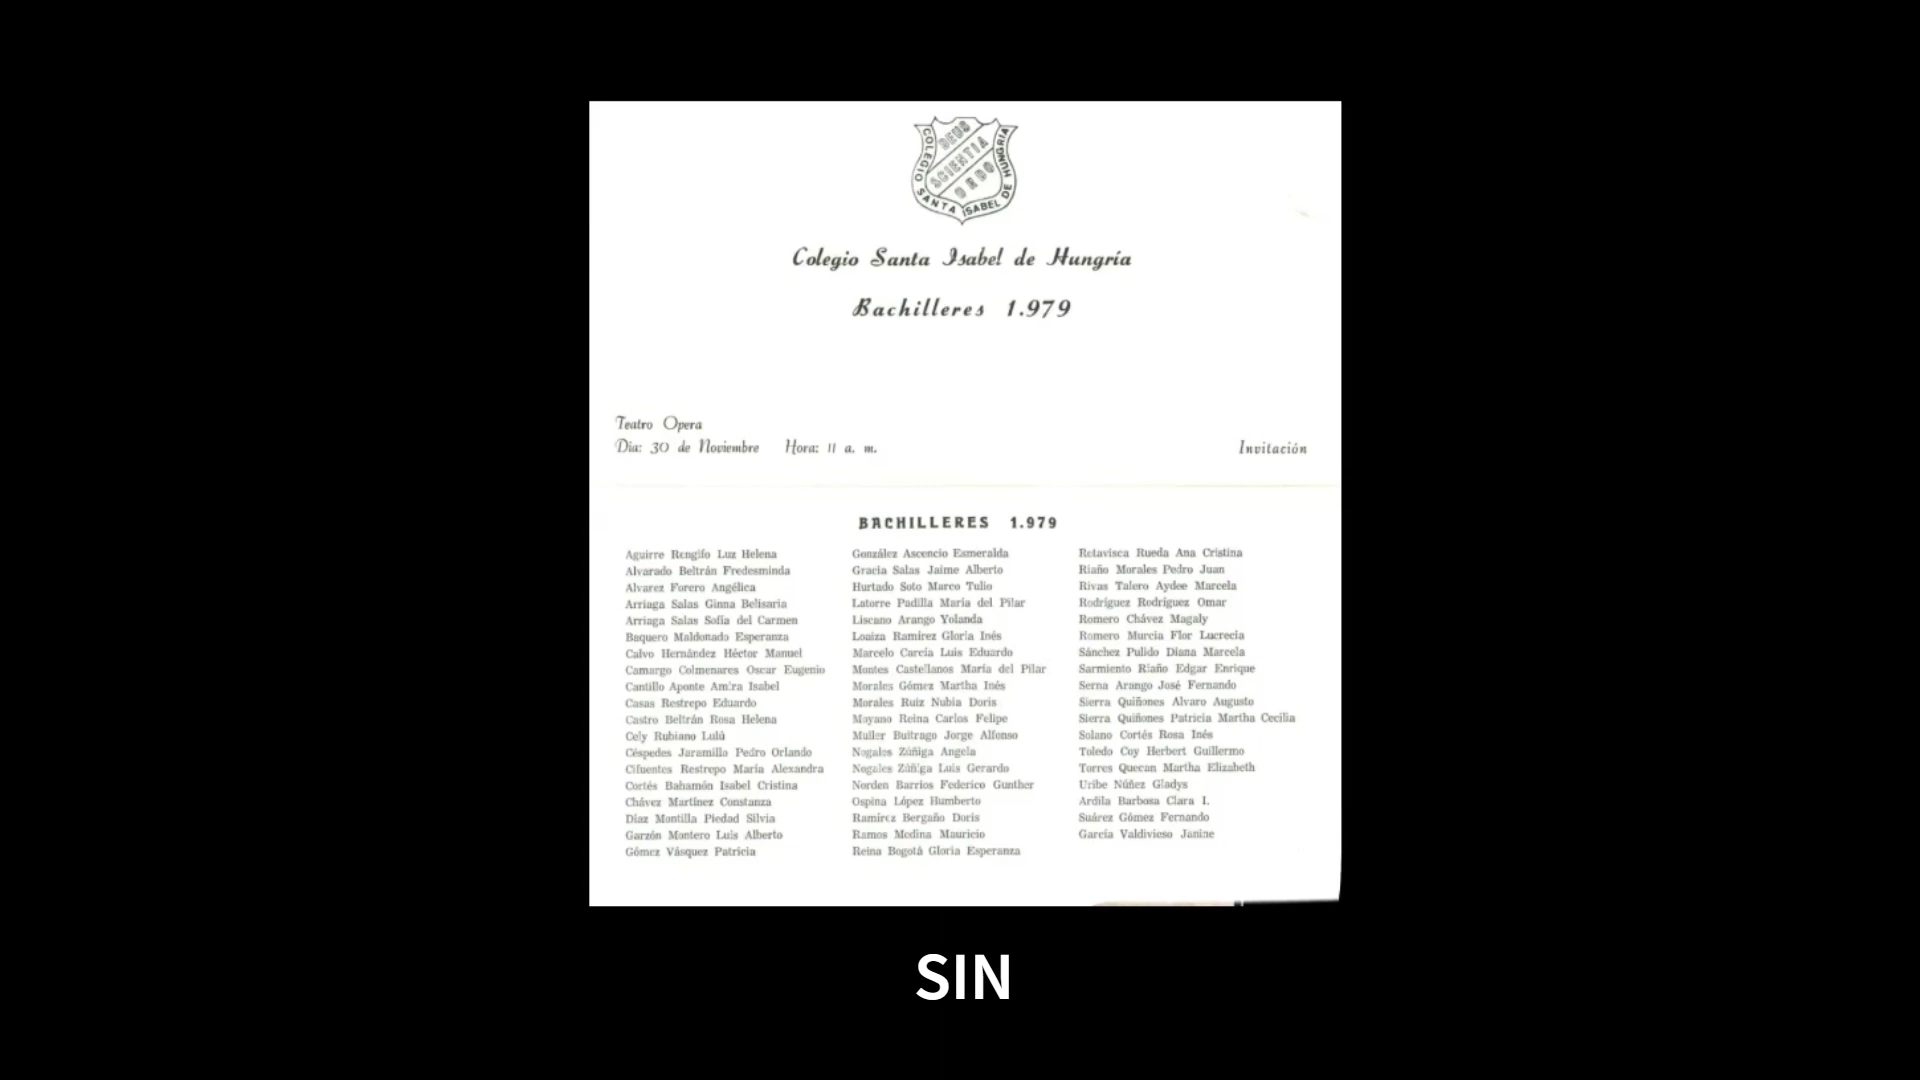 COLEGIO SANTA ISABEL DE HUNGRIA
DEUS
SCIENTIA
ORDO
Colegio Santa Isabel de Hungría
Bachilleres 1.979
Teatro Opera
Dia: 30 de Noviembre Hora: 11 a. m.
Invitación
BACHILLERES 1.979
Aguirre Rengifo Luz Helena
Alvarado Beltrán Fredesminda
Alvarez Forero Angélica
Arriaga Salas Ginna Belisaria
Arriaga Salas Sofía del Carmen
Baquero Maldonado Esperanza
Calvo Hernández Héctor Manuel
Camargo Colmenares Oscar Eugenio
Cantillo Aponte Amira Isabel
Casas Restrepo Eduardo
Castro Beltrán Rosa Helena
Cely Rubiano Lulú
Céspedes Jaramillo Pedro Orlando
Cifuentes Restrepo María Alexandra
Cortés Bahamón Isabel Cristina
Chávez Martínez Constanza
Díaz Montilla Piedad Silvia
Garzón Montero Luis Alberto
Gómez Vásquez Patricia
González Ascencio Esmeralda
Gracia Salas Jaime Alberto
Hurtado Soto Marco Tulio
Latorre Padilla María del Pilar
Liscano Arango Yolanda
Loaiza Ramírez Gloria Inés
Marcelo García Luis Eduardo
Montes Castellanos María del Pilar
Morales Gómez Martha Inés
Morales Ruiz Nubia Doris
Moyano Reina Carlos Felipe
Muller Buitrago Jorge Alfonso
Nogales Zúñiga Angela
Nogales Zúñiga Luis Gerardo
Norden Barrios Federico Gunther
Ospina López Humberto
Ramírez Bergaño Doris
Ramos Medina Mauricio
Reina Bogotá Gloria Esperanza
Retavisca Rueda Ana Cristina
Riaño Morales Pedro Juan
Rivas Talero Aydee Marcela
Rodríguez Rodríguez Omar
Romero Chávez Magaly
Romero Murcia Flor Lucrecia
Sánchez Pulido Diana Marcela
Sarmiento Riaño Edgar Enrique
Serna Arango José Fernando
Sierra Quiñones Alvaro Augusto
Sierra Quiñones Patricia Martha Cecilia
Solano Cortés Rosa Inés
Toledo Coy Herbert Guillermo
Torres Quecan Martha Elizabeth
Uribe Núñez Gladys
Ardila Barbosa Clara I.
Suárez Gómez Fernando
García Valdivieso Janine
SIN